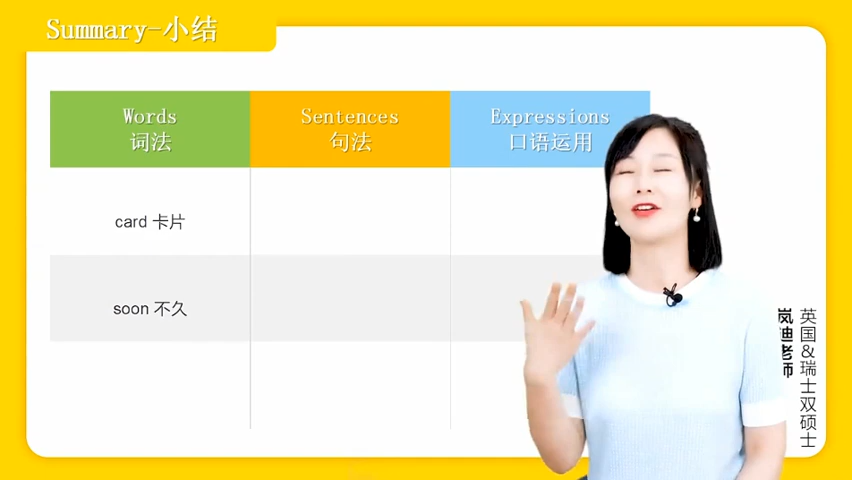 Summary-小结
Words
词法
Sentences
句法
Expressions
口语运用
card 卡片
soon 不久
英国&瑞士双硕士
岚迪老师